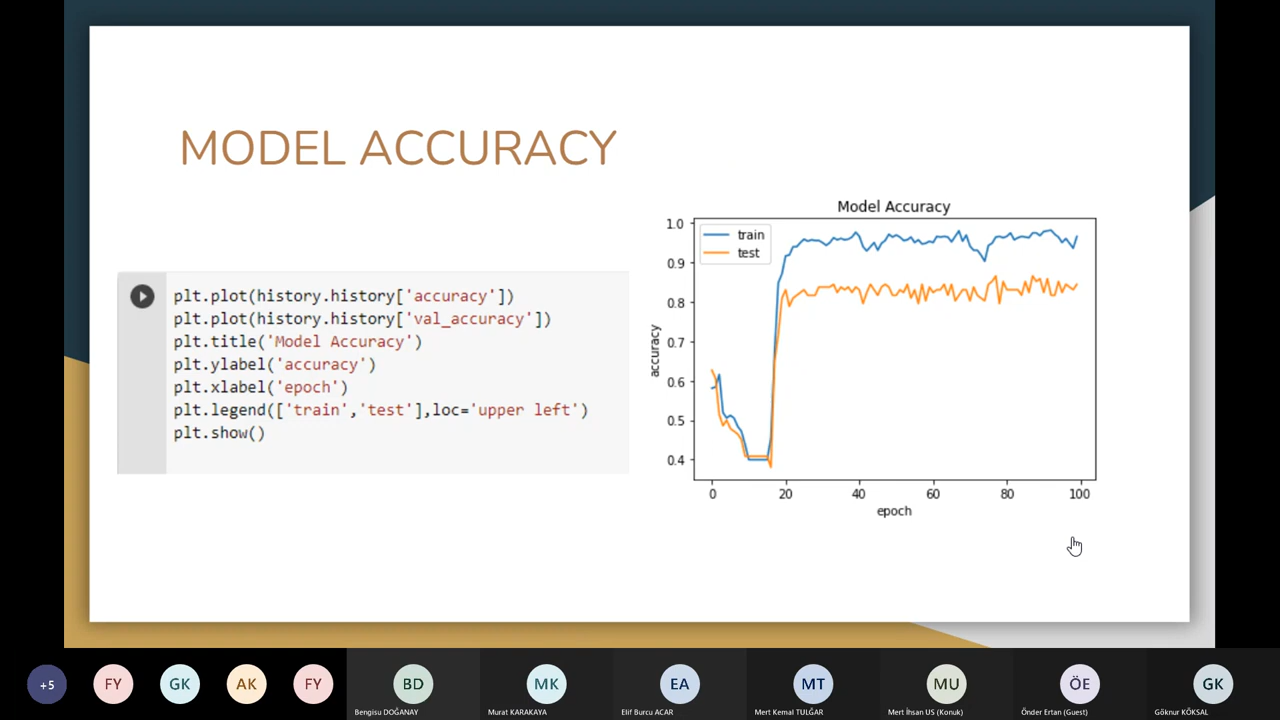 MODEL ACCURACY
plt.plot(history.history['accuracy'])
plt.plot(history.history['val_accuracy'])
plt.title('Model Accuracy')
plt.ylabel('accuracy')
plt.xlabel('epoch')
plt.legend(['train','test'],loc='upper left')
plt.show()
Model Accuracy
train
test
1.0
0.9
0.8
0.7
0.6
0.5
0.4
accuracy
0 20 40 60 80 100
epoch
+5 FY GK AK FY BD MK EA MT MU ÖE GK
Bengisu DOĞANAY Murat KARAKAYA Elif Burcu ACAR Mert Kemal TULĞAR Mert İhsan US (Konuk) Önder Ertan (Guest) Göknur KÖKSAL